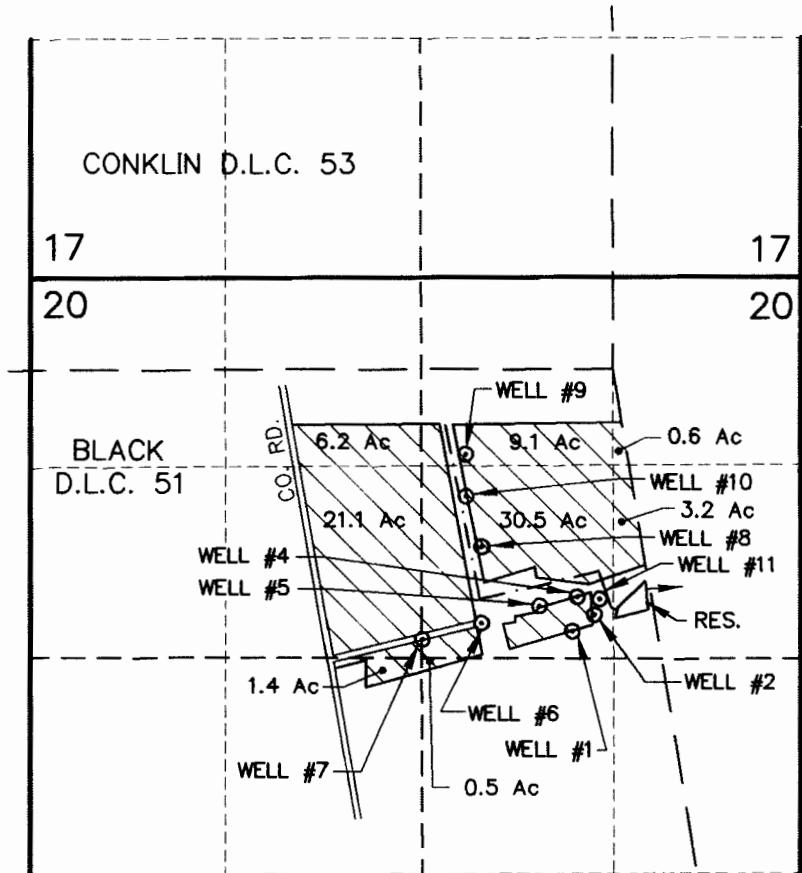 CONKLIN D.L.C. 53
17
17
20
20
WELL #9
CO. RD.
6.2 Ac
9.1 Ac
0.6 Ac
BLACK
D.L.C. 51
WELL #10
3.2 Ac
21.1 Ac
30.5 Ac
WELL #8
WELL #4
WELL #11
WELL #5
RES.
1.4 Ac
WELL #2
WELL #6
WELL #1
WELL #7
0.5 Ac